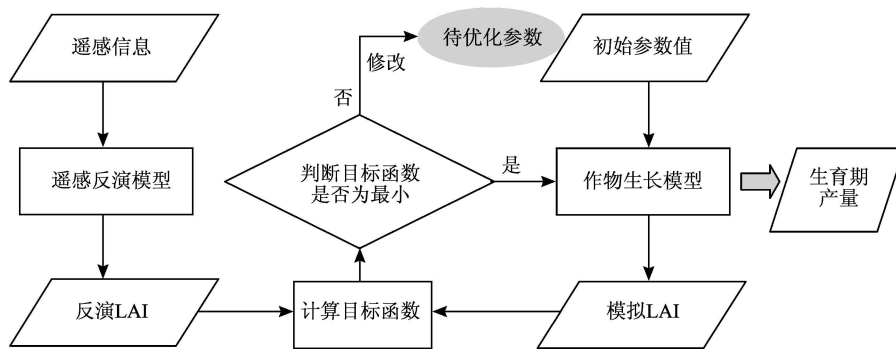 遥感信息
待优化参数
初始参数值
修改
否
遥感反演模型
判断目标函数
是否为最小
是
作物生长模型
生育期
产量
反演LAI
计算目标函数
模拟LAI